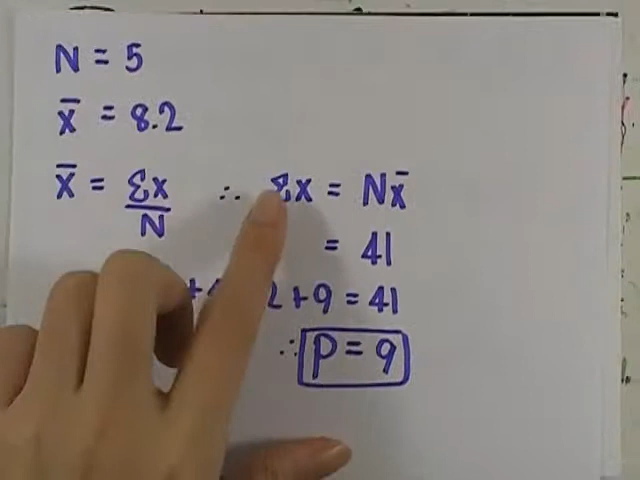 N = 5
x̄ = 8.2
x̄ = Σx/N ∴ Σx = Nx̄
= 41
2+9 = 41
∴ P = 9